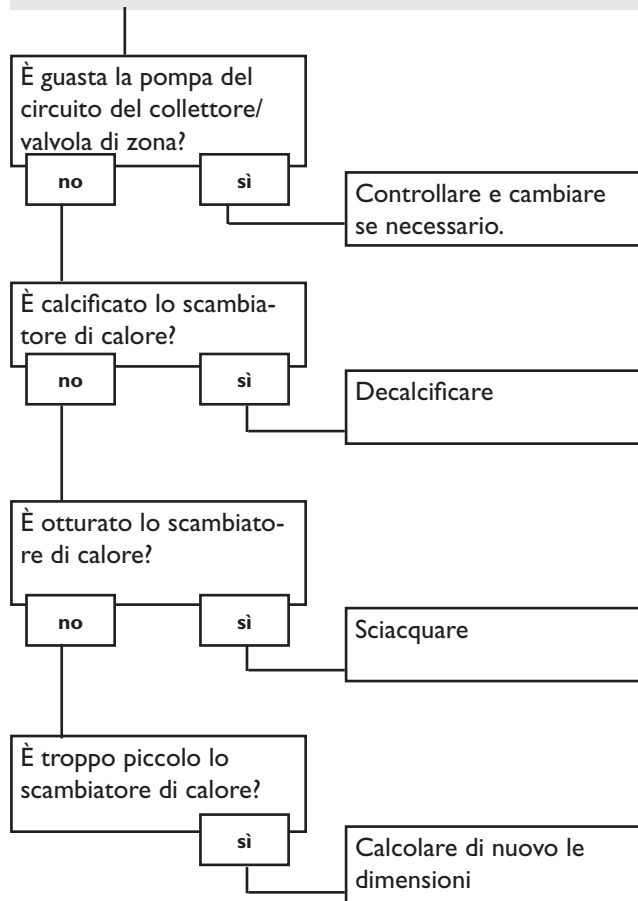 È guasta la pompa del
circuito del collettore/
valvola di zona?
no
sì
Controllare e cambiare
se necessario.
È calcificato lo scambia-
tore di calore?
no
sì
Decalcificare
È otturato lo scambiato-
re di calore?
no
sì
Sciacquare
È troppo piccolo lo
scambiatore di calore?
sì
Calcolare di nuovo le
dimensioni